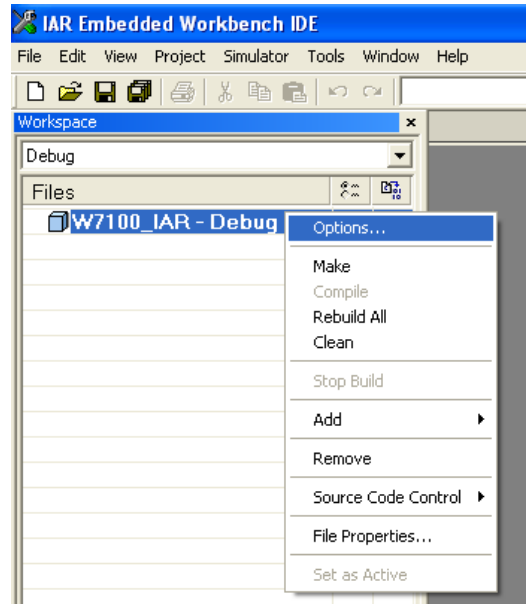 IAR Embedded Workbench IDE
File Edit View Project Simulator Tools Window Help
Workspace
Debug
Files
W7100_IAR - Debug
Options...
Make
Compile
Rebuild All
Clean
Stop Build
Add
Remove
Source Code Control
File Properties...
Set as Active